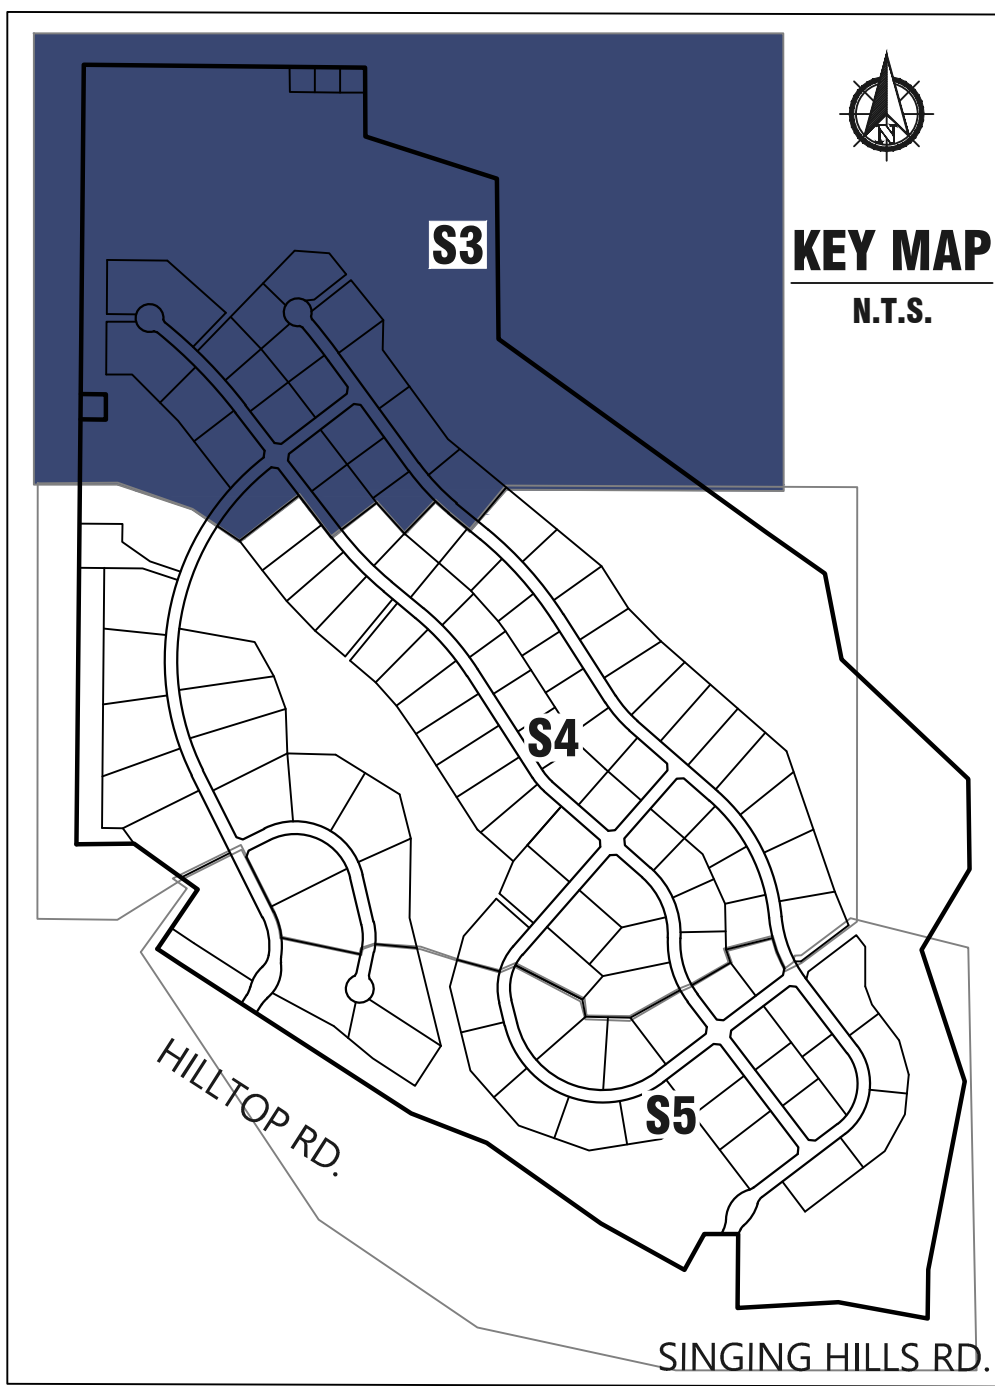 N
S3
KEY MAP
N.T.S.
S4
HILLTOP RD.
S5
SINGING HILLS RD.